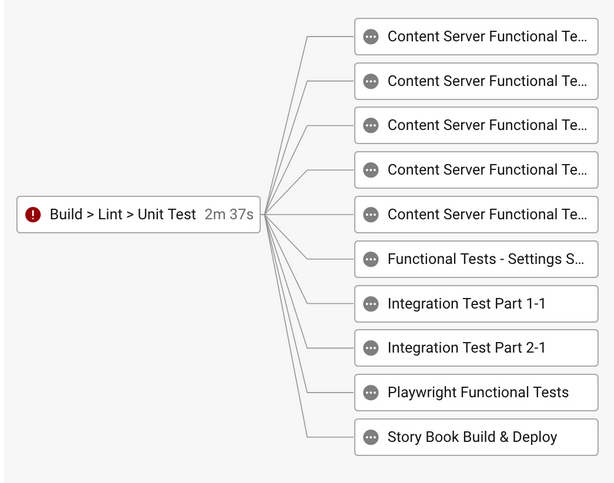 Content Server Functional Te...
Content Server Functional Te...
Content Server Functional Te...
Content Server Functional Te...
Build > Lint > Unit Test 2m 37s
Content Server Functional Te...
Functional Tests - Settings S...
Integration Test Part 1-1
Integration Test Part 2-1
Playwright Functional Tests
Story Book Build & Deploy